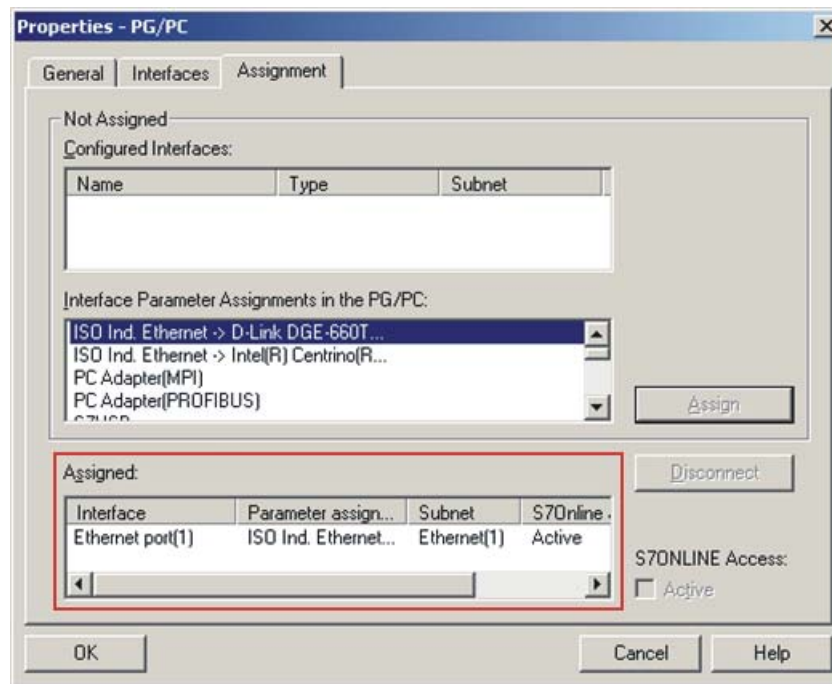 Properties - PG/PC
General Interfaces Assignment
Not Assigned
Configured Interfaces:
Name Type Subnet
Interface Parameter Assignments in the PG/PC:
ISO Ind. Ethernet -> D-Link DGE-660T...
ISO Ind. Ethernet -> Intel(R) Centrino(R...
PC Adapter(MPI)
PC Adapter(PROFIBUS)
Assign
Assigned:
Disconnect
Interface Parameter assign... Subnet S7Online
Ethernet port(1) ISO Ind. Ethernet... Ethernet(1) Active
S7ONLINE Access:
Active
OK Cancel Help